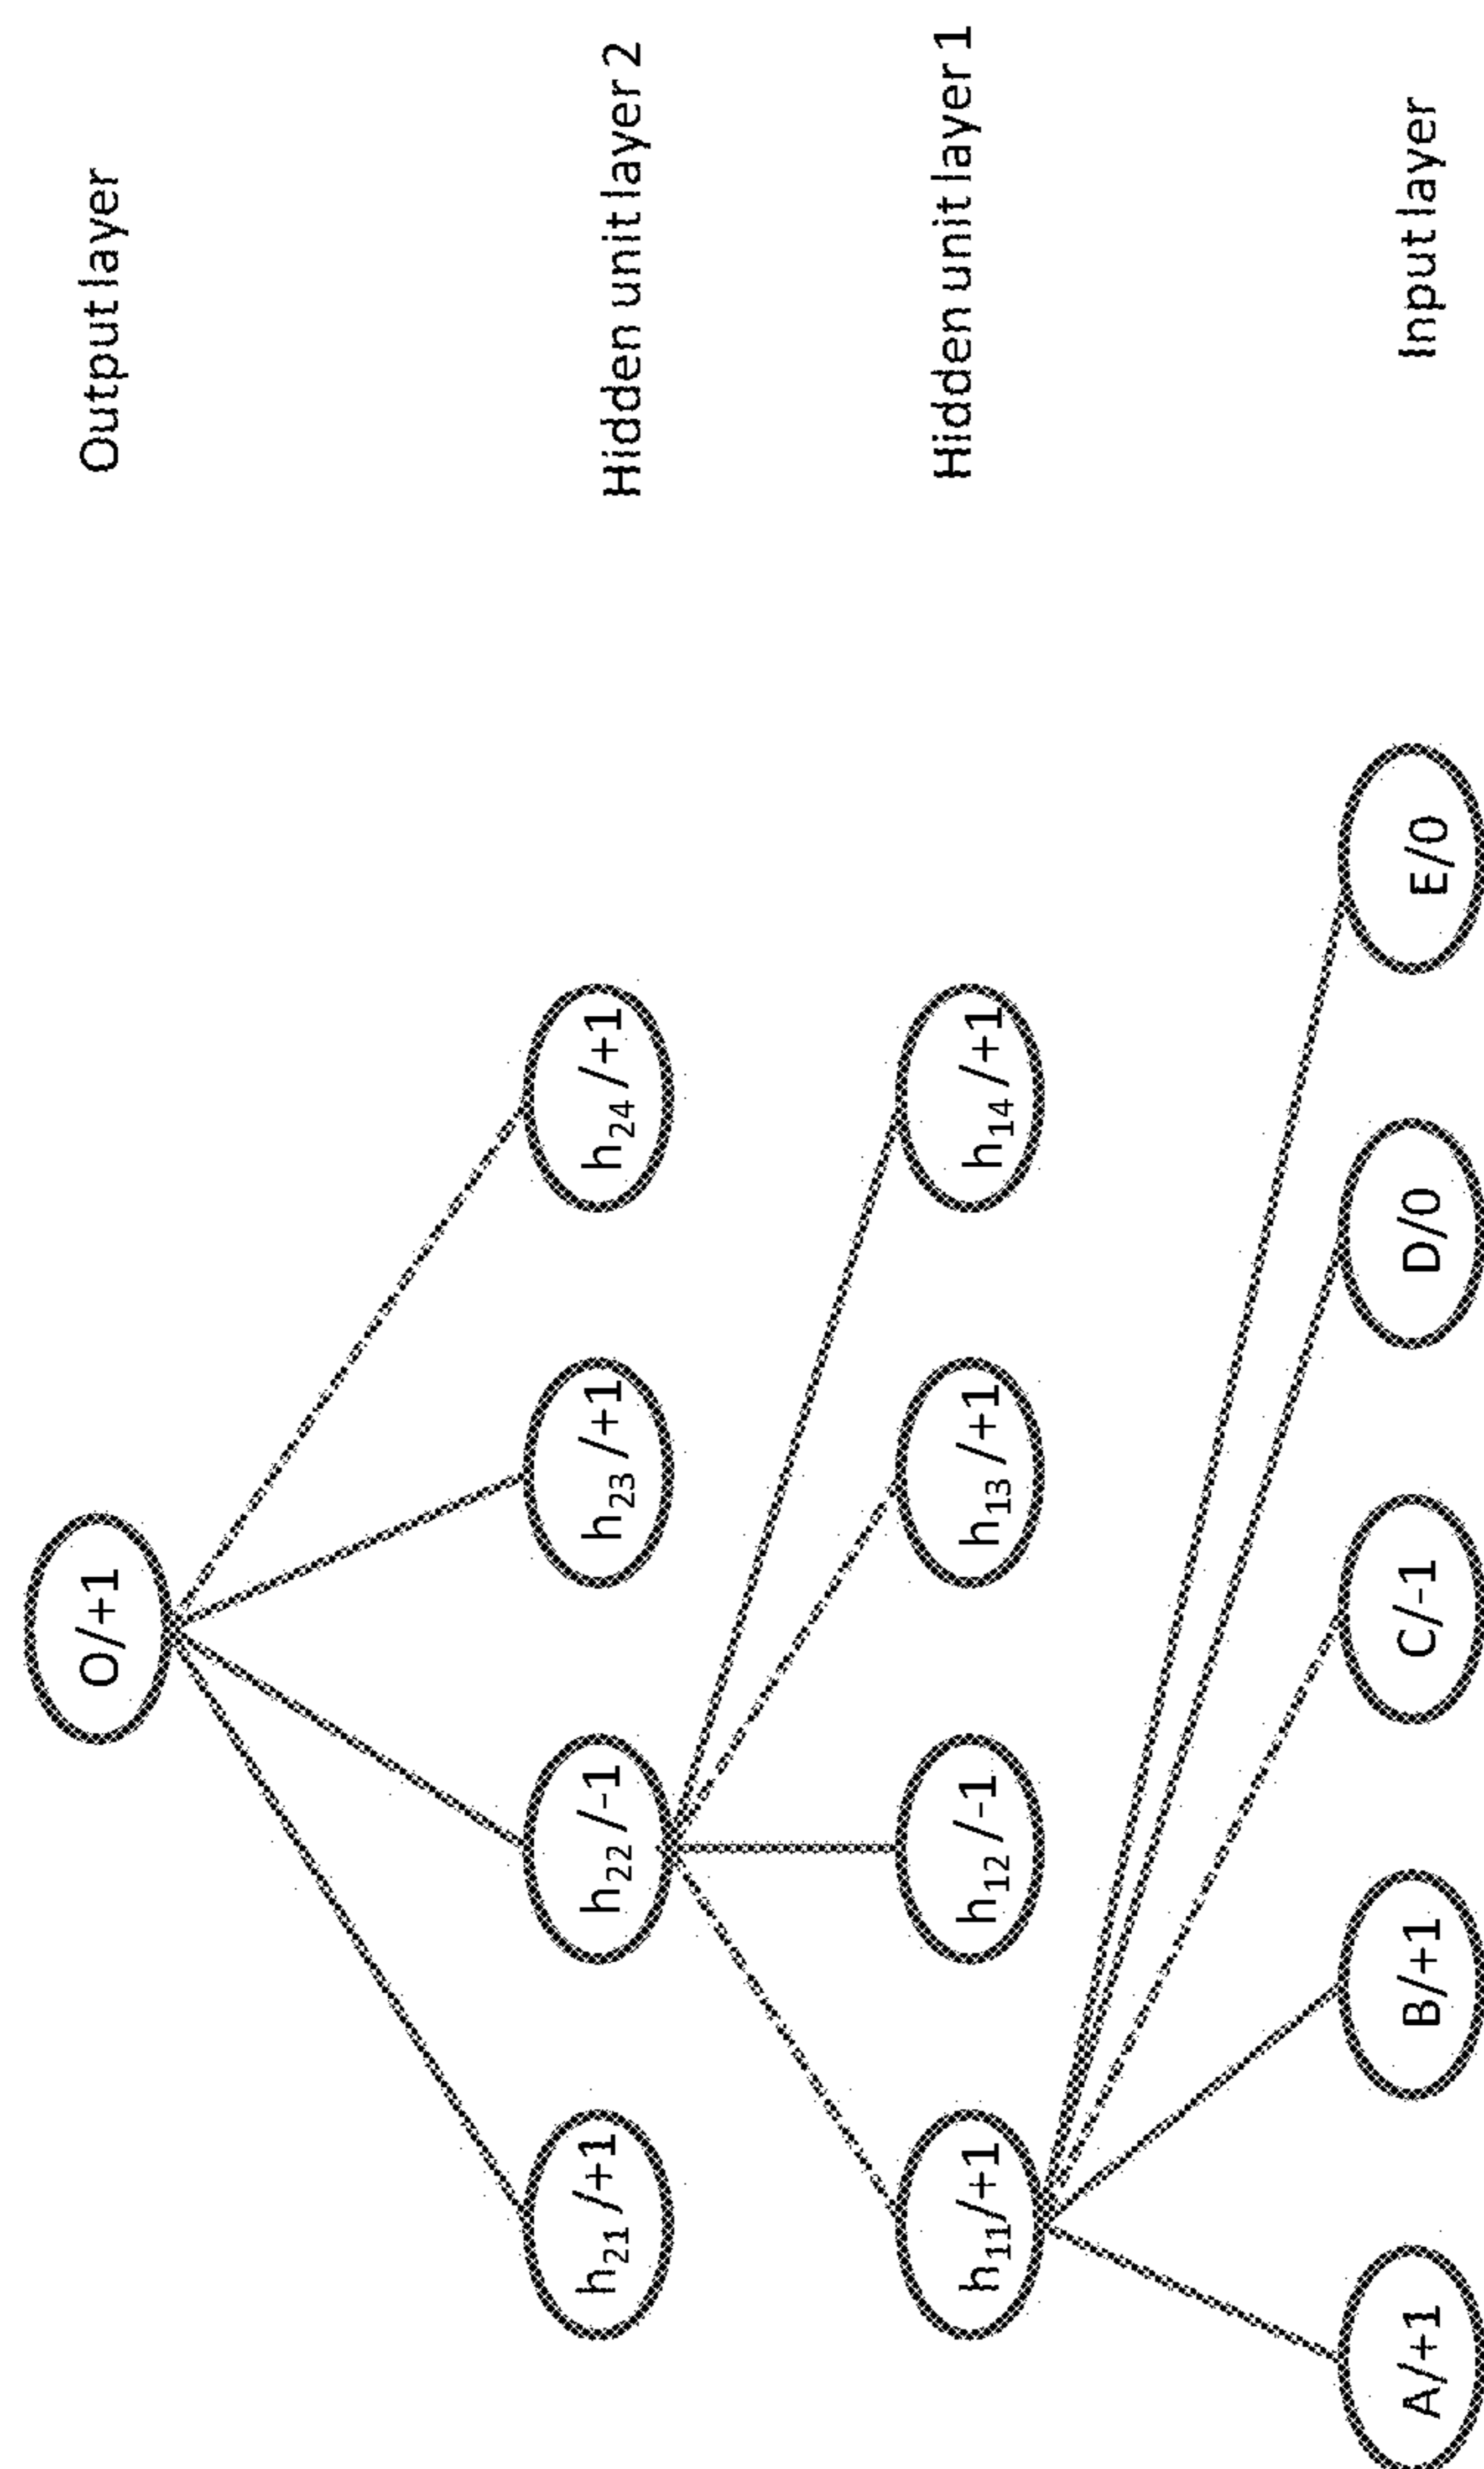 O/+1
Output layer
h21/+1
h22/-1
h23/+1
h24/+1
Hidden unit layer 2
h11/+1
h12/-1
h13/+1
h14/+1
Hidden unit layer 1
A/+1
B/+1
C/-1
D/0
E/0
Input layer